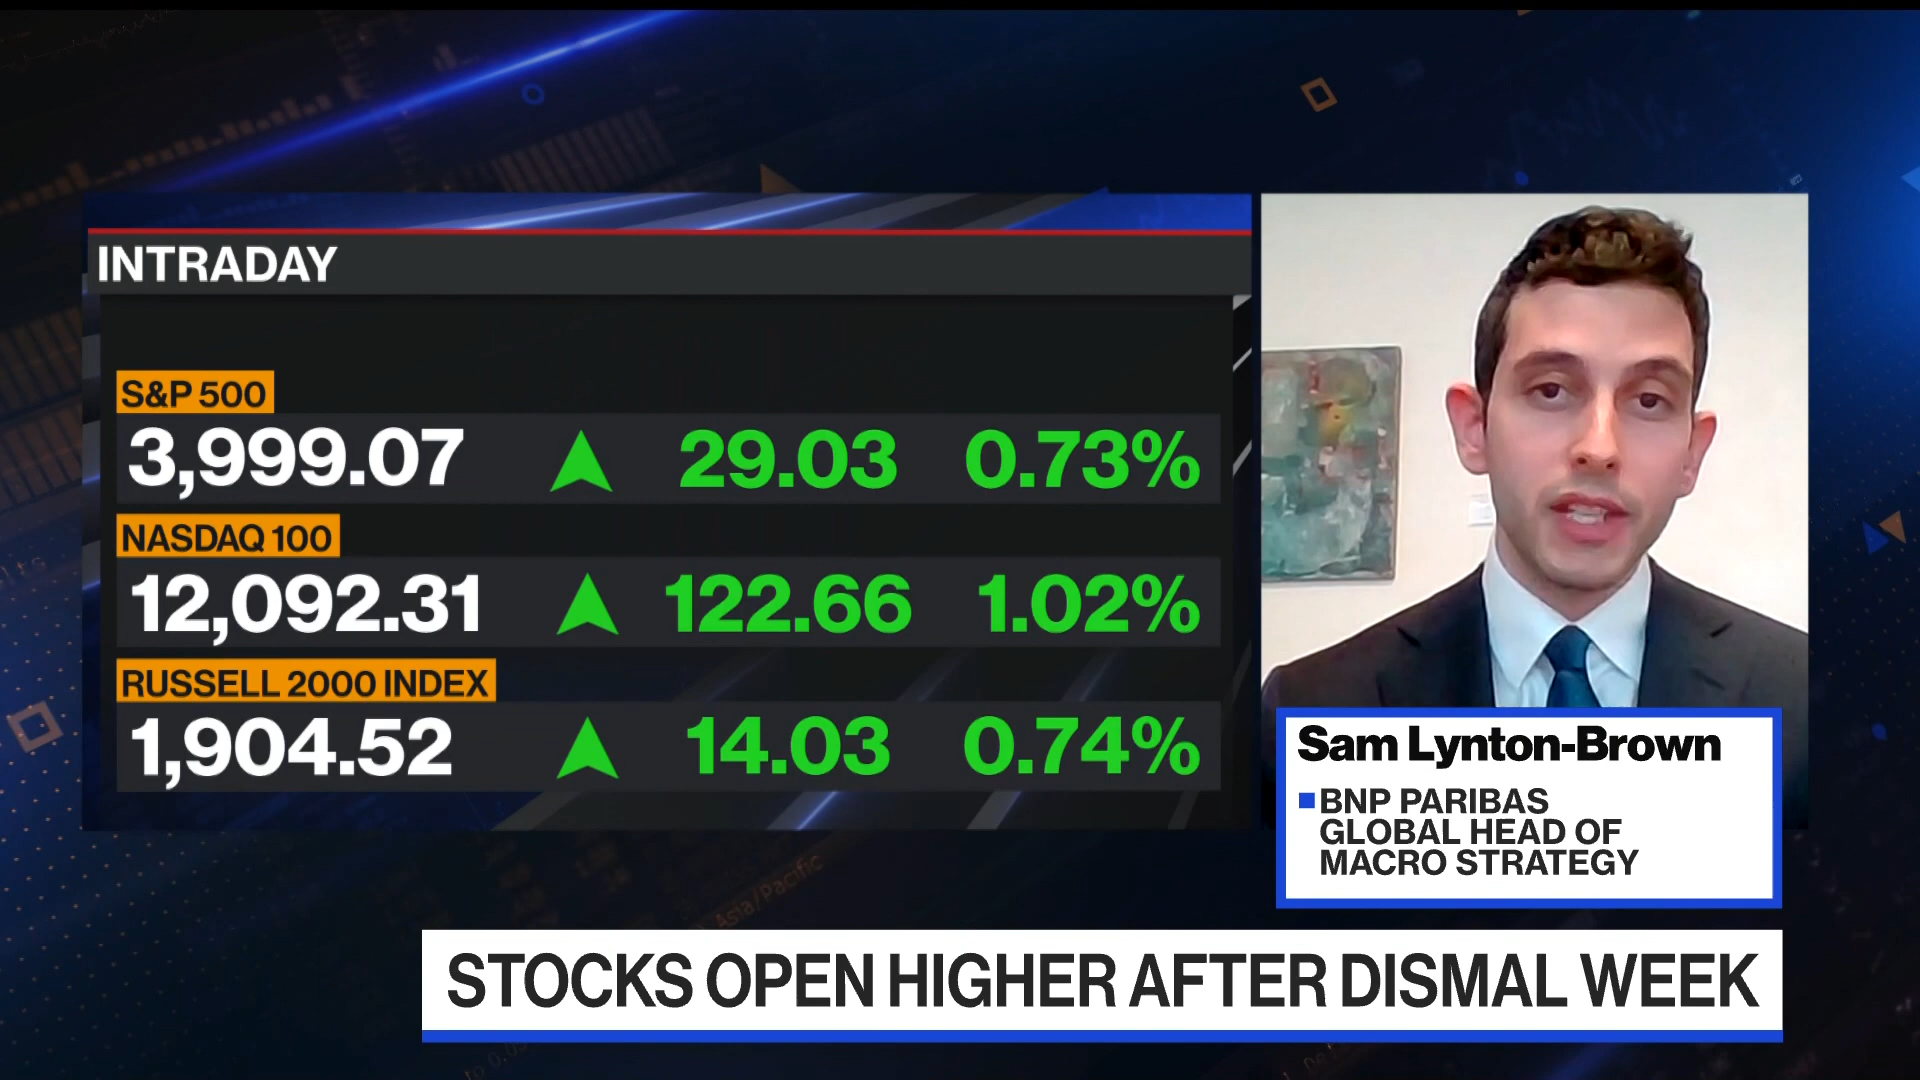 INTRADAY
S&P 500
3,999.07 ▲ 29.03 0.73%
NASDAQ 100
12,092.31 ▲ 122.66 1.02%
RUSSELL 2000 INDEX
1,904.52 ▲ 14.03 0.74%
Sam Lynton-Brown
BNP PARIBAS
GLOBAL HEAD OF
MACRO STRATEGY
STOCKS OPEN HIGHER AFTER DISMAL WEEK
Asia/Pacific